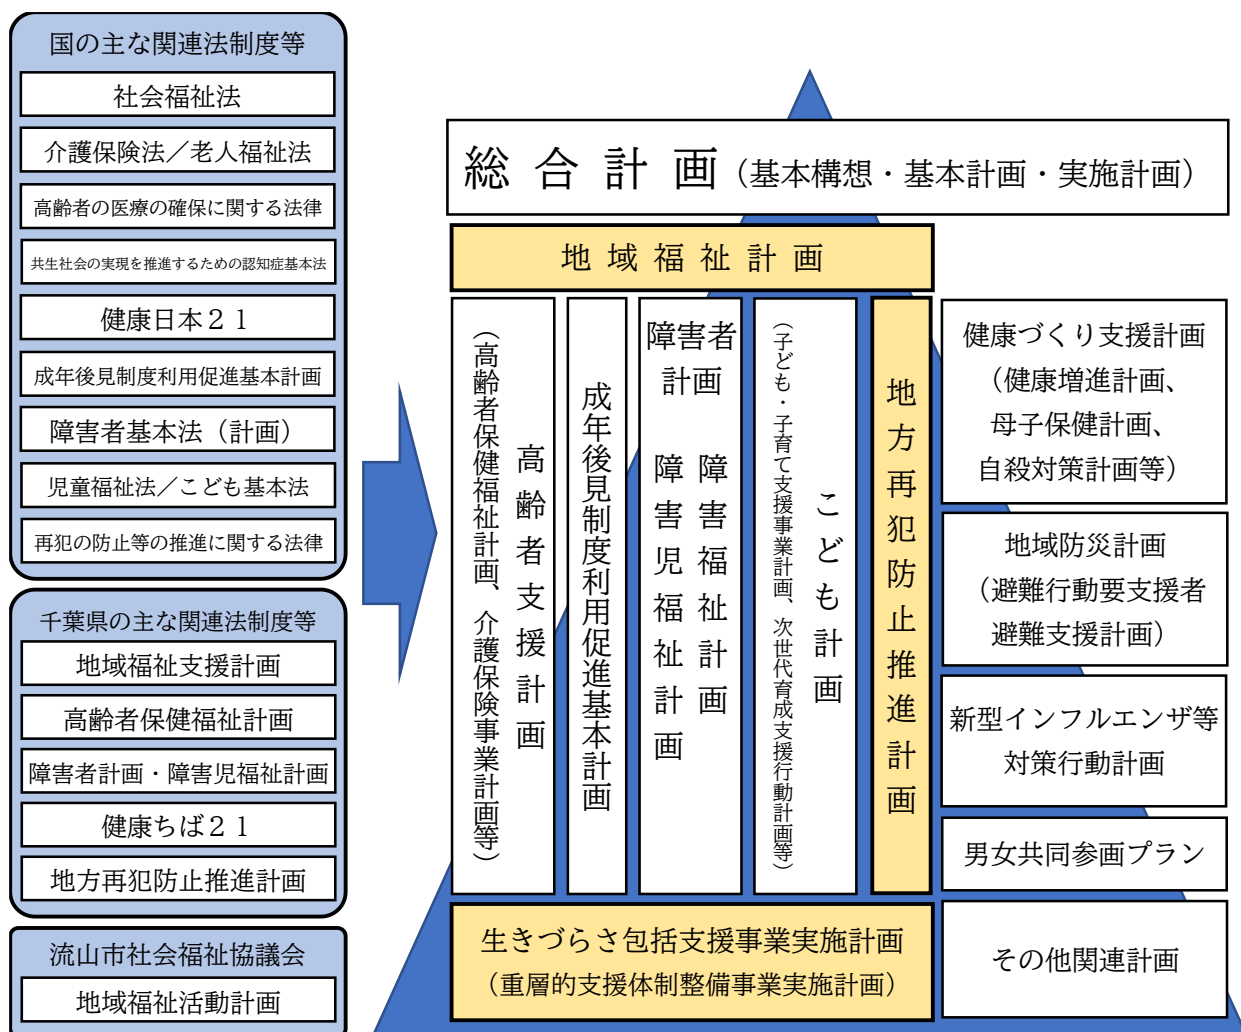 国の主な関連法制度等
社会福祉法
介護保険法／老人福祉法
高齢者の医療の確保に関する法律
共生社会の実現を推進するための認知症基本法
健康日本２１
成年後見制度利用促進基本計画
障害者基本法（計画）
児童福祉法／こども基本法
再犯の防止等の推進に関する法律
千葉県の主な関連法制度等
地域福祉支援計画
高齢者保健福祉計画
障害者計画・障害児福祉計画
健康ちば２１
地方再犯防止推進計画
流山市社会福祉協議会
地域福祉活動計画
総合計画（基本構想・基本計画・実施計画）
地域福祉計画
高齢者支援計画
（高齢者保健福祉計画、介護保険事業計画等）
成年後見制度利用促進基本計画
障害者
計画
障害福祉計画
障害児福祉計画
こども計画
（子ども・子育て支援事業計画、次世代育成支援行動計画等）
地方再犯防止推進計画
生きづらさ包括支援事業実施計画
（重層的支援体制整備事業実施計画）
健康づくり支援計画
（健康増進計画、
母子保健計画、
自殺対策計画等）
地域防災計画
（避難行動要支援者
避難支援計画）
新型インフルエンザ等
対策行動計画
男女共同参画プラン
その他関連計画